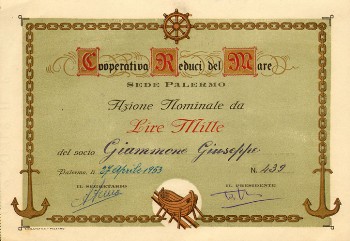 Cooperativa Reduci del Mare
SEDE PALERMO
Azione Nominale da
Lire Mille
del socio Giammone Giuseppe
Palermo, li 27 Aprile 1953 N. 439
IL SEGRETARIO IL PRESIDENTE